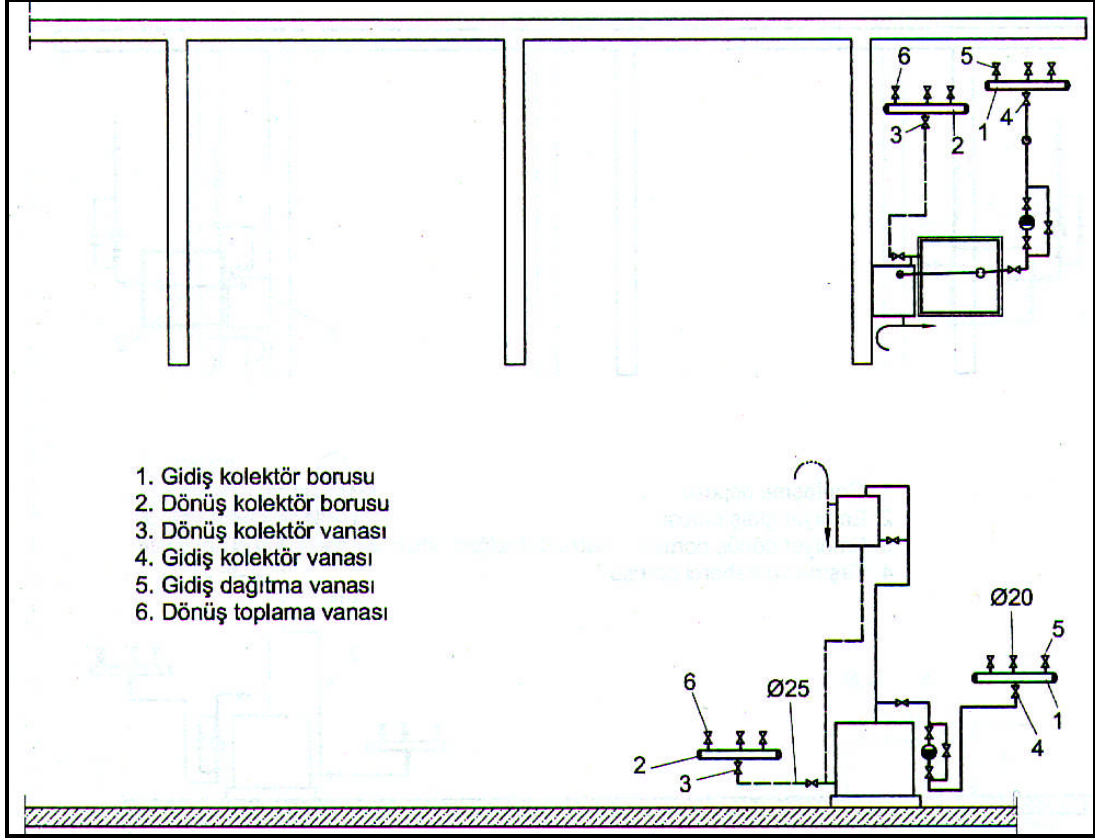 6
5
3
2
1
4
1. Gidiş kolektör borusu
2. Dönüş kolektör borusu
3. Dönüş kolektör vanası
4. Gidiş kolektör vanası
5. Gidiş dağıtma vanası
6. Dönüş toplama vanası
Ø20
5
6
Ø25
1
2
3
4